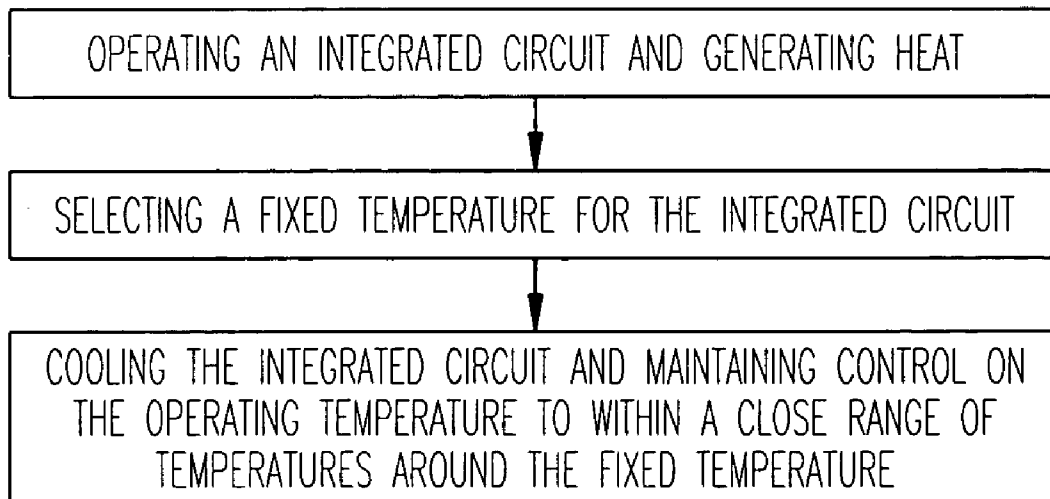 OPERATING AN INTEGRATED CIRCUIT AND GENERATING HEAT
SELECTING A FIXED TEMPERATURE FOR THE INTEGRATED CIRCUIT
COOLING THE INTEGRATED CIRCUIT AND MAINTAINING CONTROL ON
THE OPERATING TEMPERATURE TO WITHIN A CLOSE RANGE OF
TEMPERATURES AROUND THE FIXED TEMPERATURE